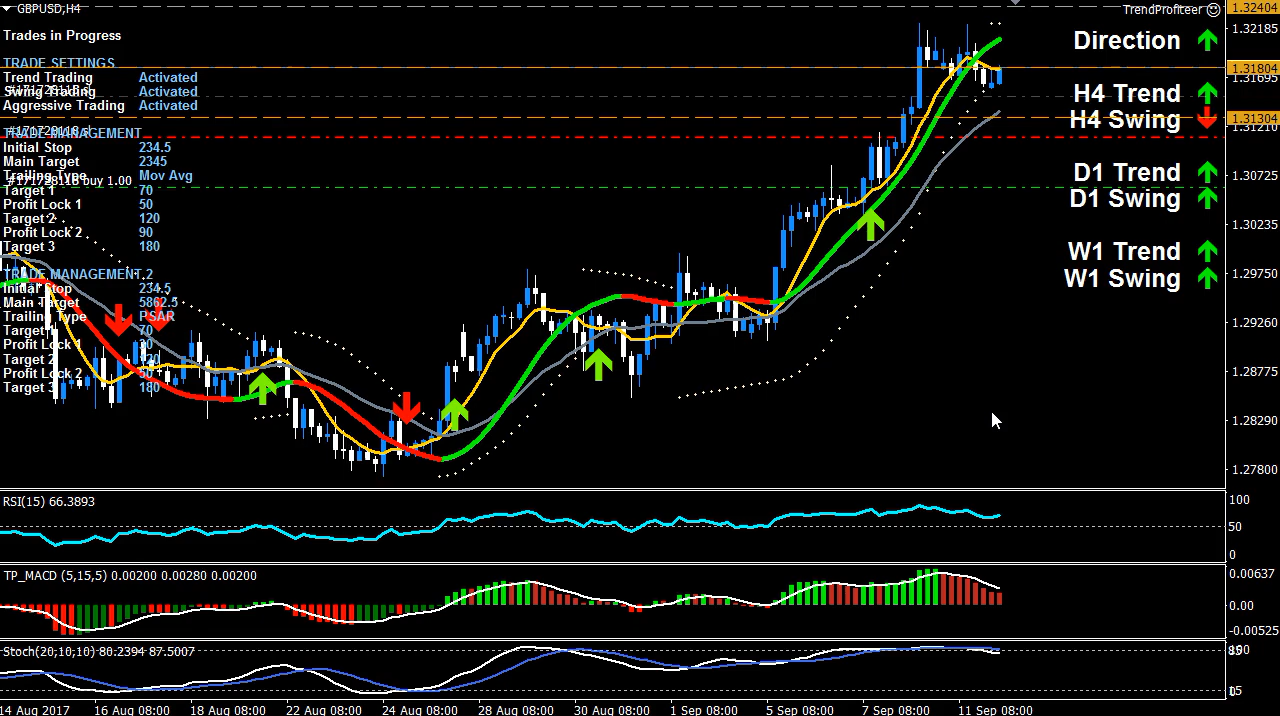 GBPUSD,H4
TrendProfiteer
Trades in Progress
TRADE SETTINGS
Trend Trading Activated
Swing Trading Activated
Aggressive Trading Activated
TRADE MANAGEMENT
Initial Stop 234.5
Main Target 2345
Trailing Type Mov Avg
buy 1.00
Target 1 70
Profit Lock 1 50
Target 2 120
Profit Lock 2 90
Target 3 180
TRADE MANAGEMENT 2
Initial Stop 234.5
Main Target 5862.5
Trailing Type PSAR
Target 1 70
Profit Lock 1 30
Target 2
Profit Lock 2 50
Target 3 180
Direction
H4 Trend
H4 Swing
D1 Trend
D1 Swing
W1 Trend
W1 Swing
1.32404
1.32185
1.31804
1.31695
1.31304
1.31210
1.30725
1.30235
1.29750
1.29260
1.28775
1.28290
1.27800
RSI(15) 66.3893
100
50
0
TP_MACD (5,15,5) 0.00200 0.00280 0.00200
0.00637
0.00
-0.00525
Stoch(20,10,10) 80.2394 87.5007
14 Aug 2017
16 Aug 08:00
18 Aug 08:00
22 Aug 08:00
24 Aug 08:00
28 Aug 08:00
30 Aug 08:00
1 Sep 08:00
5 Sep 08:00
7 Sep 08:00
11 Sep 08:00